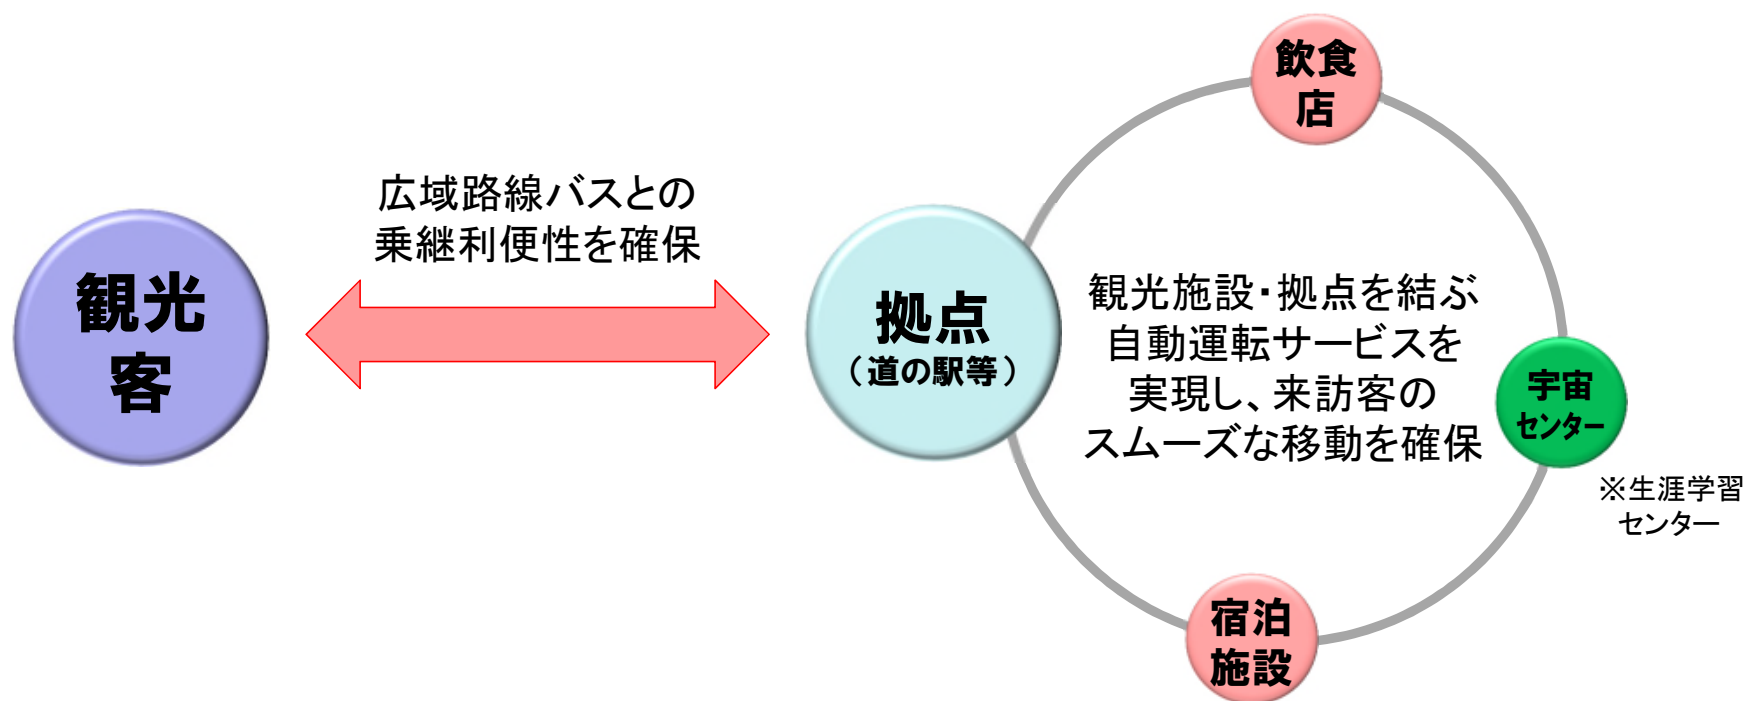 飲食
店
広域路線バスとの
乗継利便性を確保
観光
客
拠点
（道の駅等）
観光施設・拠点を結ぶ
自動運転サービスを
実現し、来訪客の
スムーズな移動を確保
宇宙
センター
※生涯学習
センター
宿泊
施設